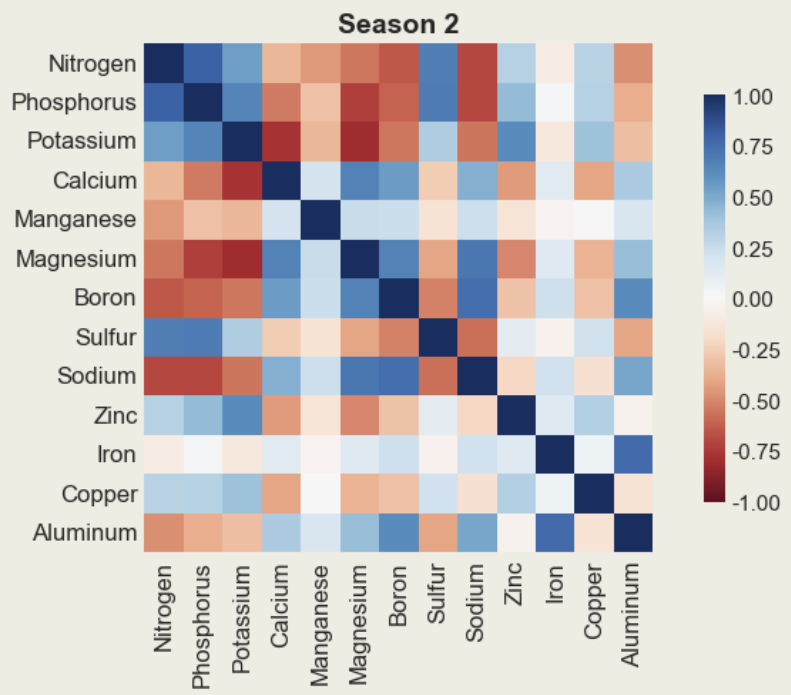 Season 2
Nitrogen
Phosphorus
Potassium
Calcium
Manganese
Magnesium
Boron
Sulfur
Sodium
Zinc
Iron
Copper
Aluminum
1.00
0.75
0.50
0.25
0.00
-0.25
-0.50
-0.75
-1.00
Nitrogen
Phosphorus
Potassium
Calcium
Manganese
Magnesium
Boron
Sulfur
Sodium
Zinc
Iron
Copper
Aluminum